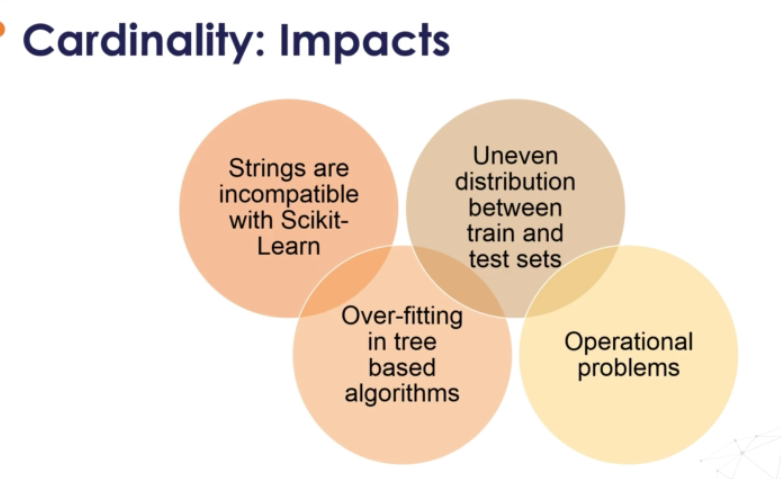 Cardinality: Impacts
Strings are
incompatible
with Scikit-
Learn
Uneven
distribution
between
train and
test sets
Over-fitting
in tree
based
algorithms
Operational
problems